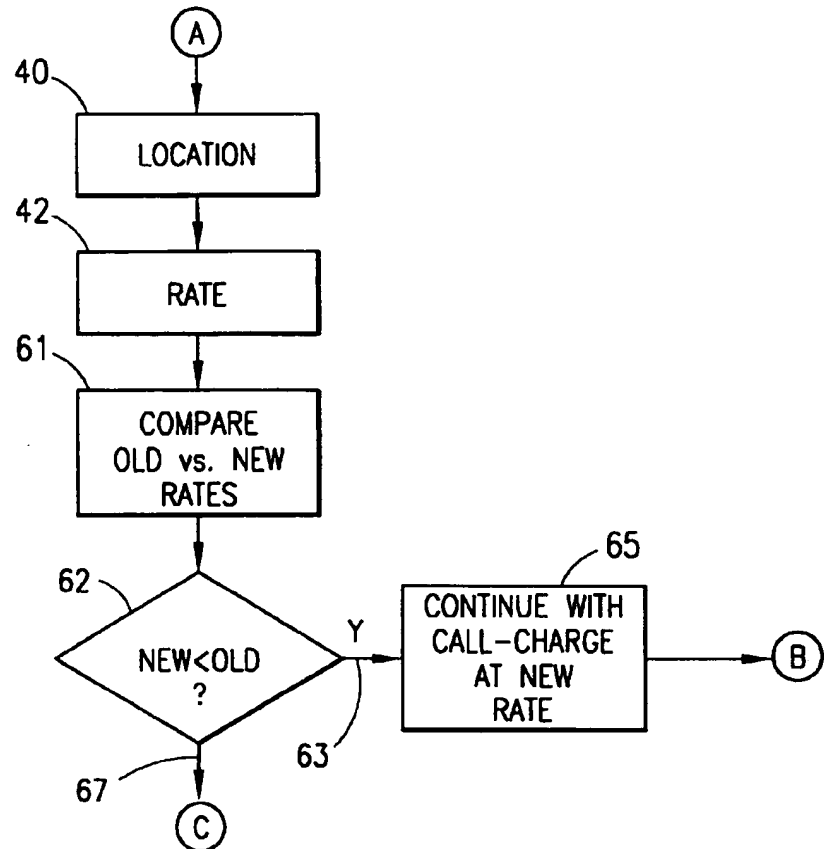 A
40
LOCATION
42
RATE
61
COMPARE
OLD vs. NEW
RATES
62
NEW<OLD
?
Y
63
65
CONTINUE WITH
CALL-CHARGE
AT NEW
RATE
B
67
C